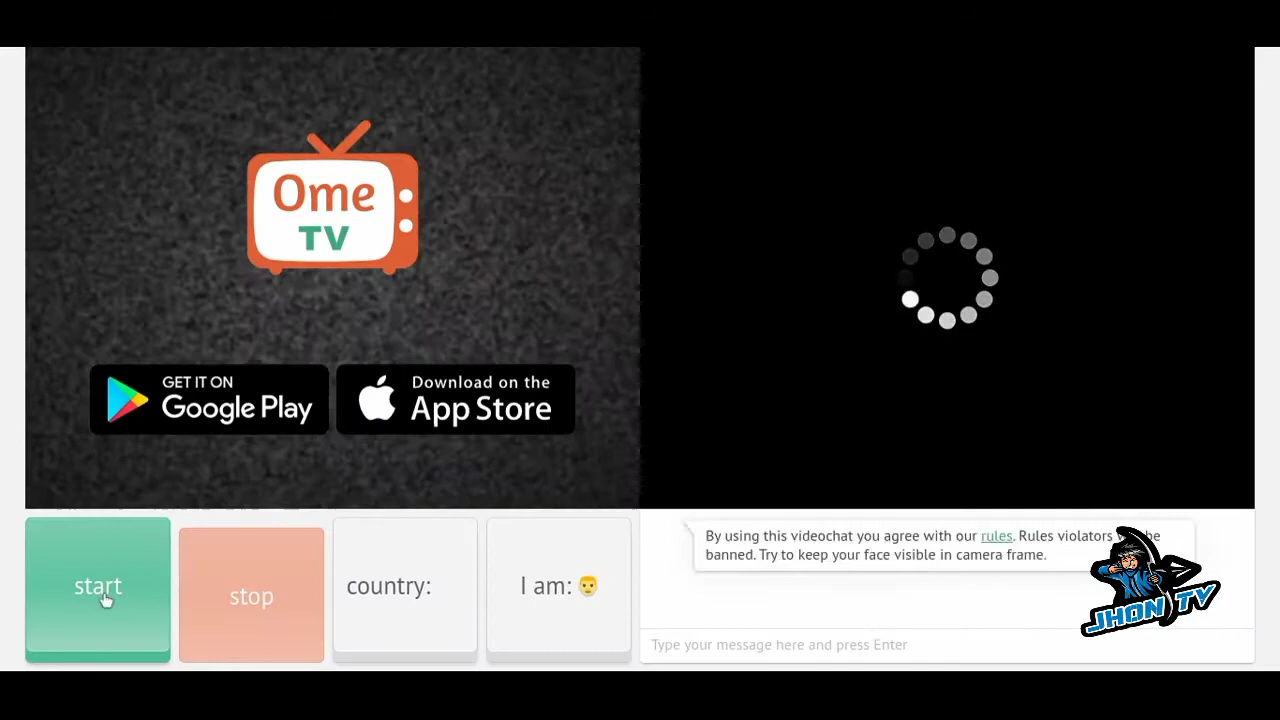 Ome
TV
GET IT ON
Google Play
Download on the
App Store
start
stop
country:
I am:
By using this videochat you agree with our rules. Rules violators be
banned. Try to keep your face visible in camera frame.
Type your message here and press Enter
JHON TV